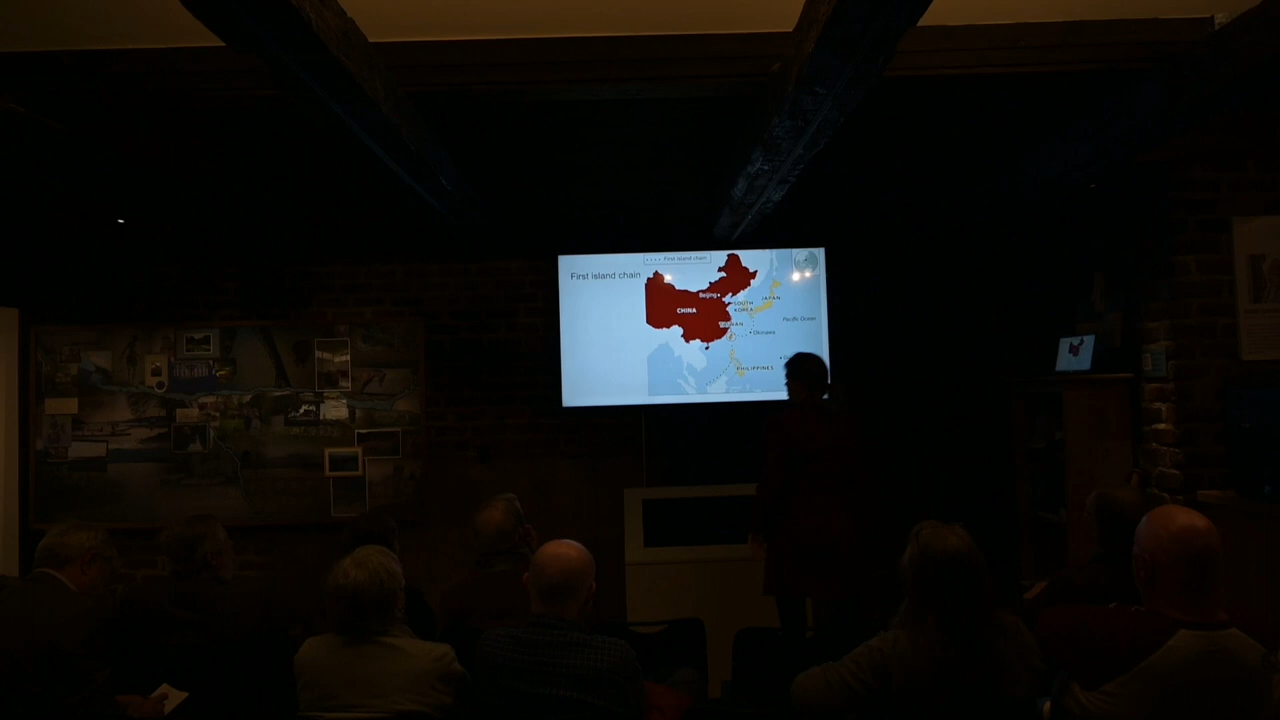 First island chain
First island chain
Beijing
JAPAN
SOUTH
KOREA
CHINA
Pacific Ocean
TAIWAN
Okinawa
PHILIPPINES